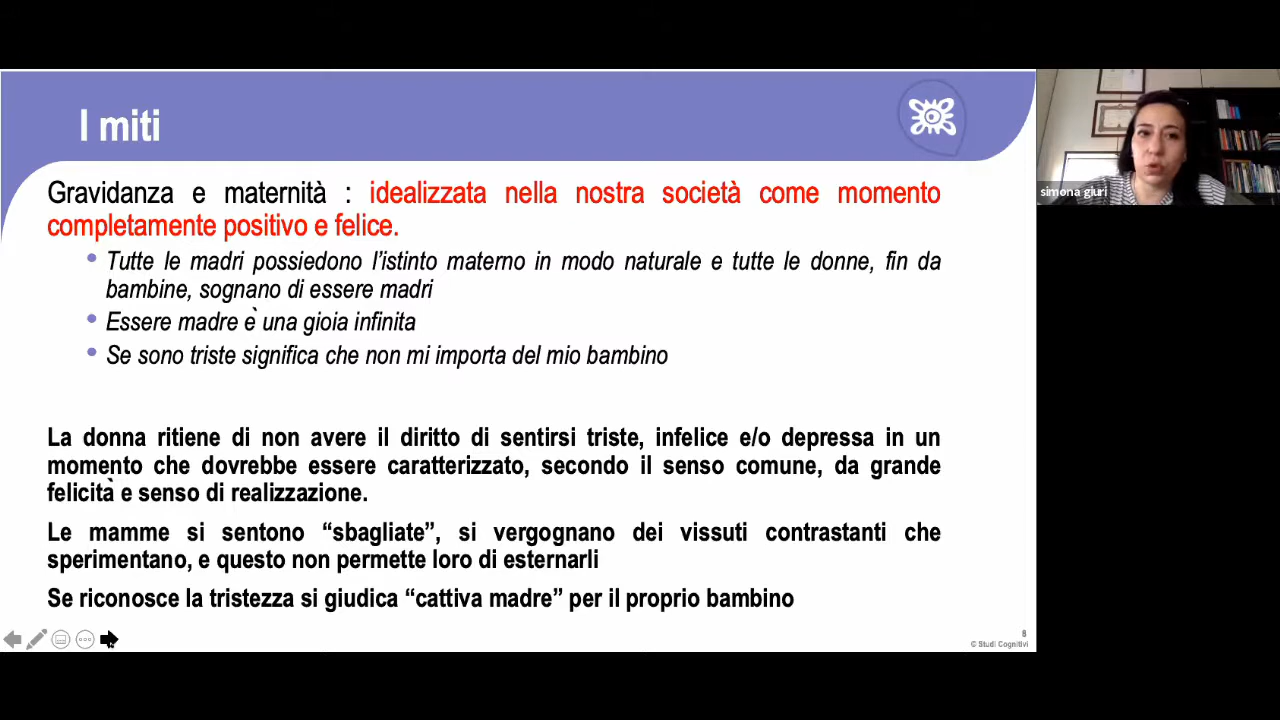 I miti
Gravidanza e maternità : idealizzata nella nostra società come momento
completamente positivo e felice.
• Tutte le madri possiedono l’istinto materno in modo naturale e tutte le donne, fin da
bambine, sognano di essere madri
• Essere madre è una gioia infinita
• Se sono triste significa che non mi importa del mio bambino
La donna ritiene di non avere il diritto di sentirsi triste, infelice e/o depressa in un
momento che dovrebbe essere caratterizzato, secondo il senso comune, da grande
felicità e senso di realizzazione.
Le mamme si sentono “sbagliate”, si vergognano dei vissuti contrastanti che
sperimentano, e questo non permette loro di esternarli
Se riconosce la tristezza si giudica “cattiva madre” per il proprio bambino
© Studi Cognitivi
simona giuri